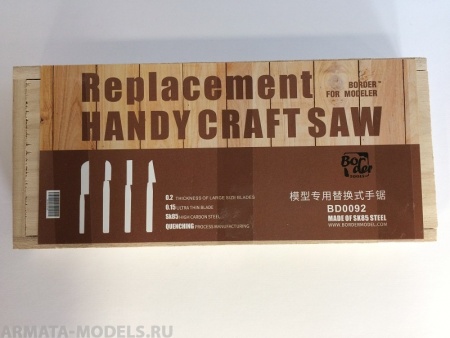 Replacement
BORDER™
FOR MODELER
HANDY CRAFT SAW
Border
0.2 THICKNESS OF LARGE SIZE BLADES
0.15 ULTRA THIN BLADE
SK85 HIGH CARBON STEEL
QUENCHING PROCESS MANUFACTURING
模型专用替换式手锯
BD0092
MADE OF SK85 STEEL
WWW.BORDERMODEL.COM
ARMATA-MODELS.RU